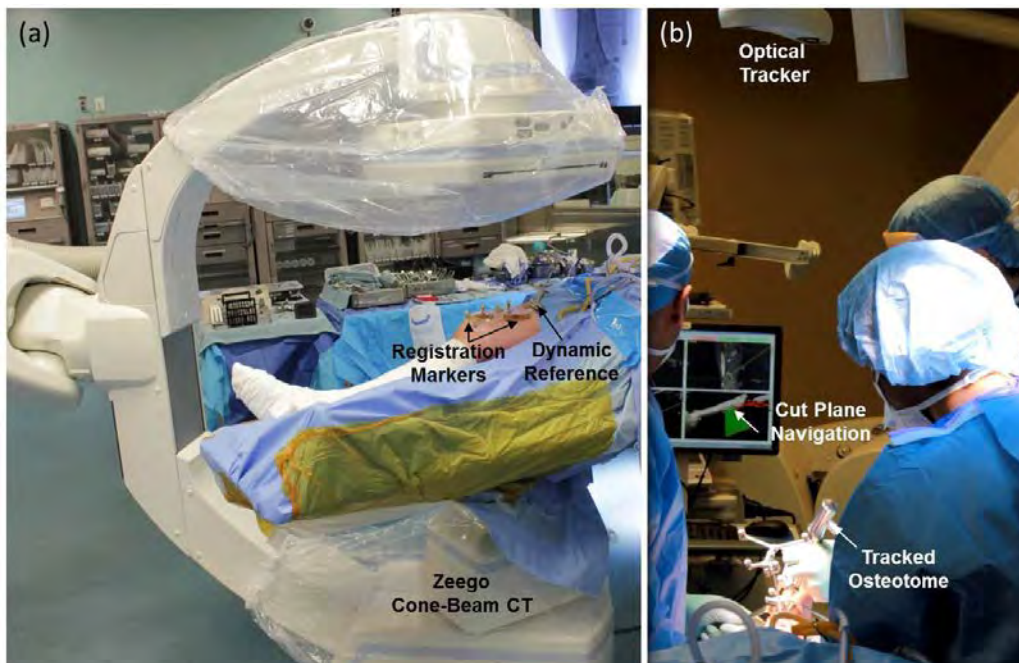 (a)
Registration
Markers
Dynamic
Reference
Zeego
Cone-Beam CT
(b)
Optical
Tracker
Cut Plane
Navigation
Tracked
Osteotome